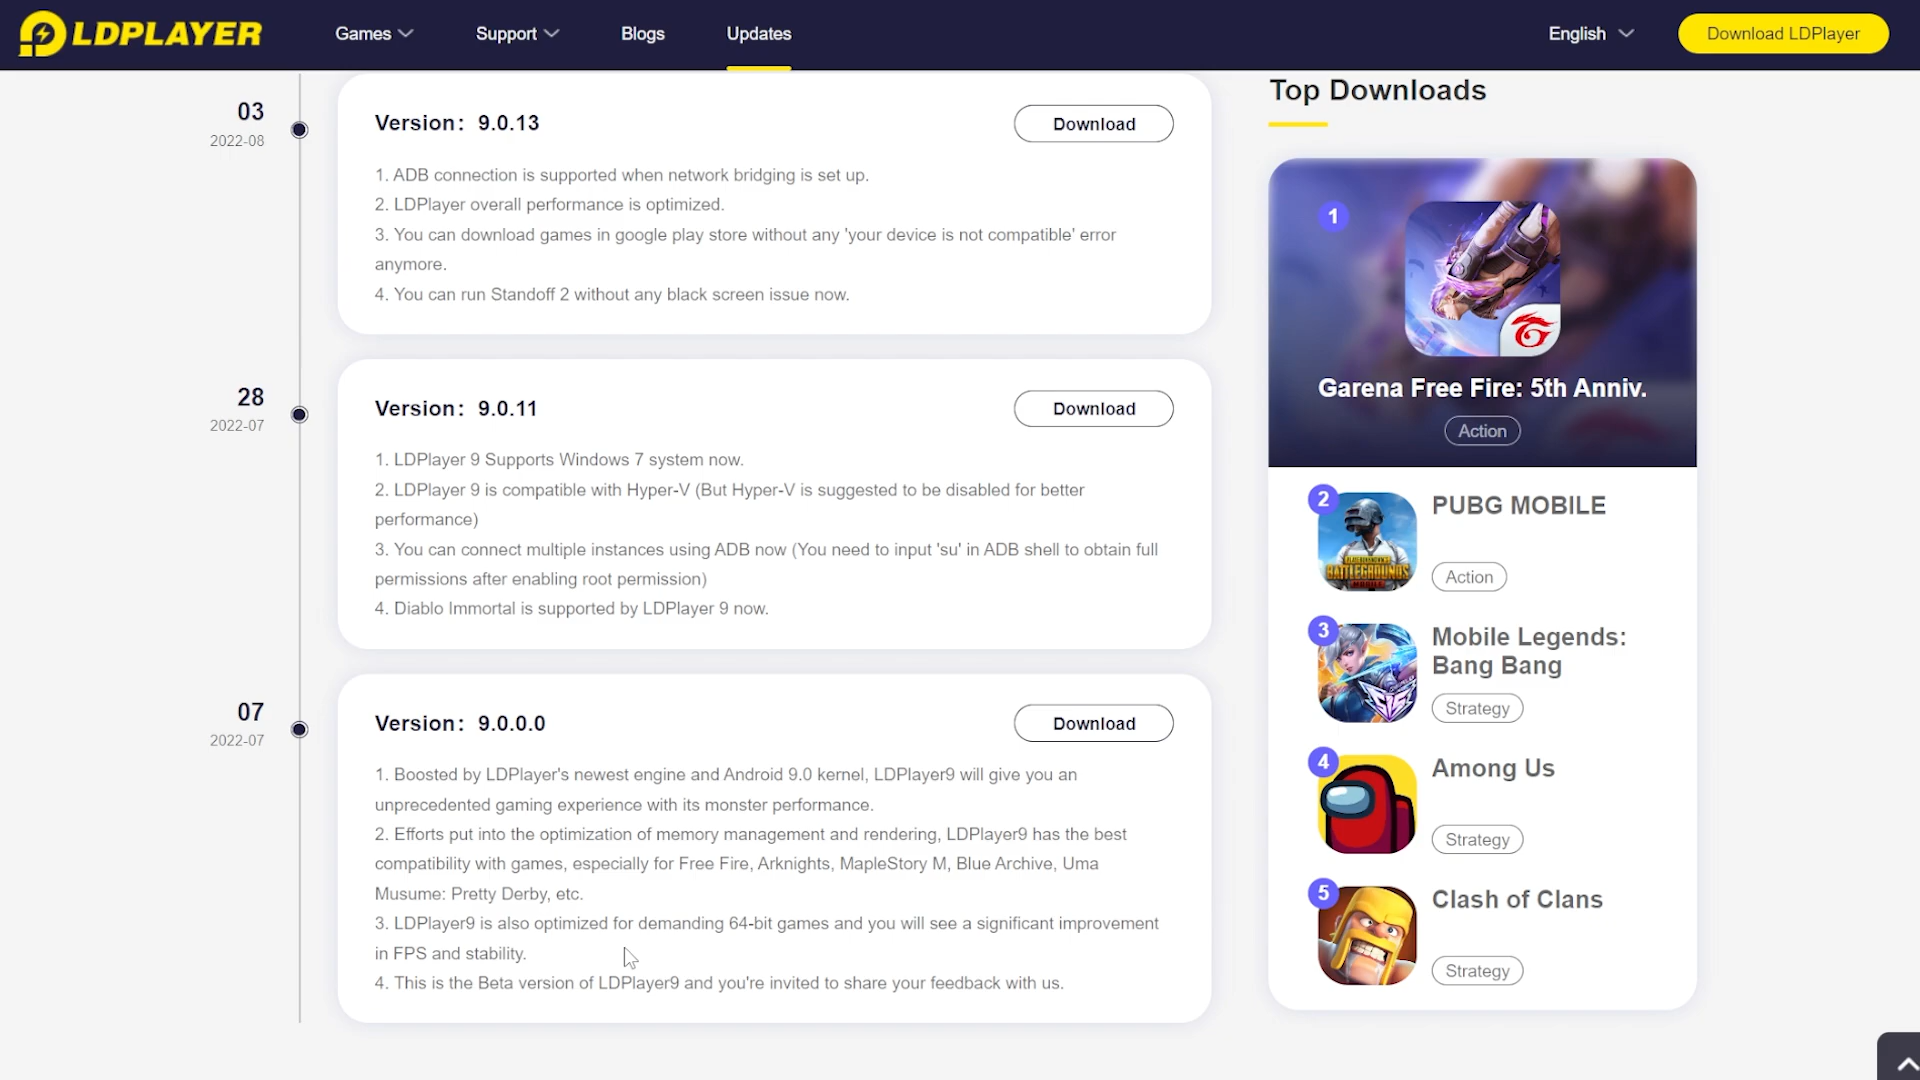 LDPLAYER
Games
Support
Blogs
Updates
English
Download LDPlayer
03
2022-08
Version: 9.0.13
Download
1. ADB connection is supported when network bridging is set up.
2. LDPlayer overall performance is optimized.
3. You can download games in google play store without any 'your device is not compatible' error
anymore.
4. You can run Standoff 2 without any black screen issue now.
28
2022-07
Version: 9.0.11
Download
1. LDPlayer 9 Supports Windows 7 system now.
2. LDPlayer 9 is compatible with Hyper-V (But Hyper-V is suggested to be disabled for better
performance)
3. You can connect multiple instances using ADB now (You need to input 'su' in ADB shell to obtain full
permissions after enabling root permission)
4. Diablo Immortal is supported by LDPlayer 9 now.
07
2022-07
Version: 9.0.0.0
Download
1. Boosted by LDPlayer's newest engine and Android 9.0 kernel, LDPlayer9 will give you an
unprecedented gaming experience with its monster performance.
2. Efforts put into the optimization of memory management and rendering, LDPlayer9 has the best
compatibility with games, especially for Free Fire, Arknights, MapleStory M, Blue Archive, Uma
Musume: Pretty Derby, etc.
3. LDPlayer9 is also optimized for demanding 64-bit games and you will see a significant improvement
in FPS and stability.
4. This is the Beta version of LDPlayer9 and you're invited to share your feedback with us.
Top Downloads
1
Garena Free Fire: 5th Anniv.
Action
2
BATTLEGROUNDS
MOBILE
PUBG MOBILE
Action
3
Mobile Legends:
Bang Bang
Strategy
4
Among Us
Strategy
5
Clash of Clans
Strategy